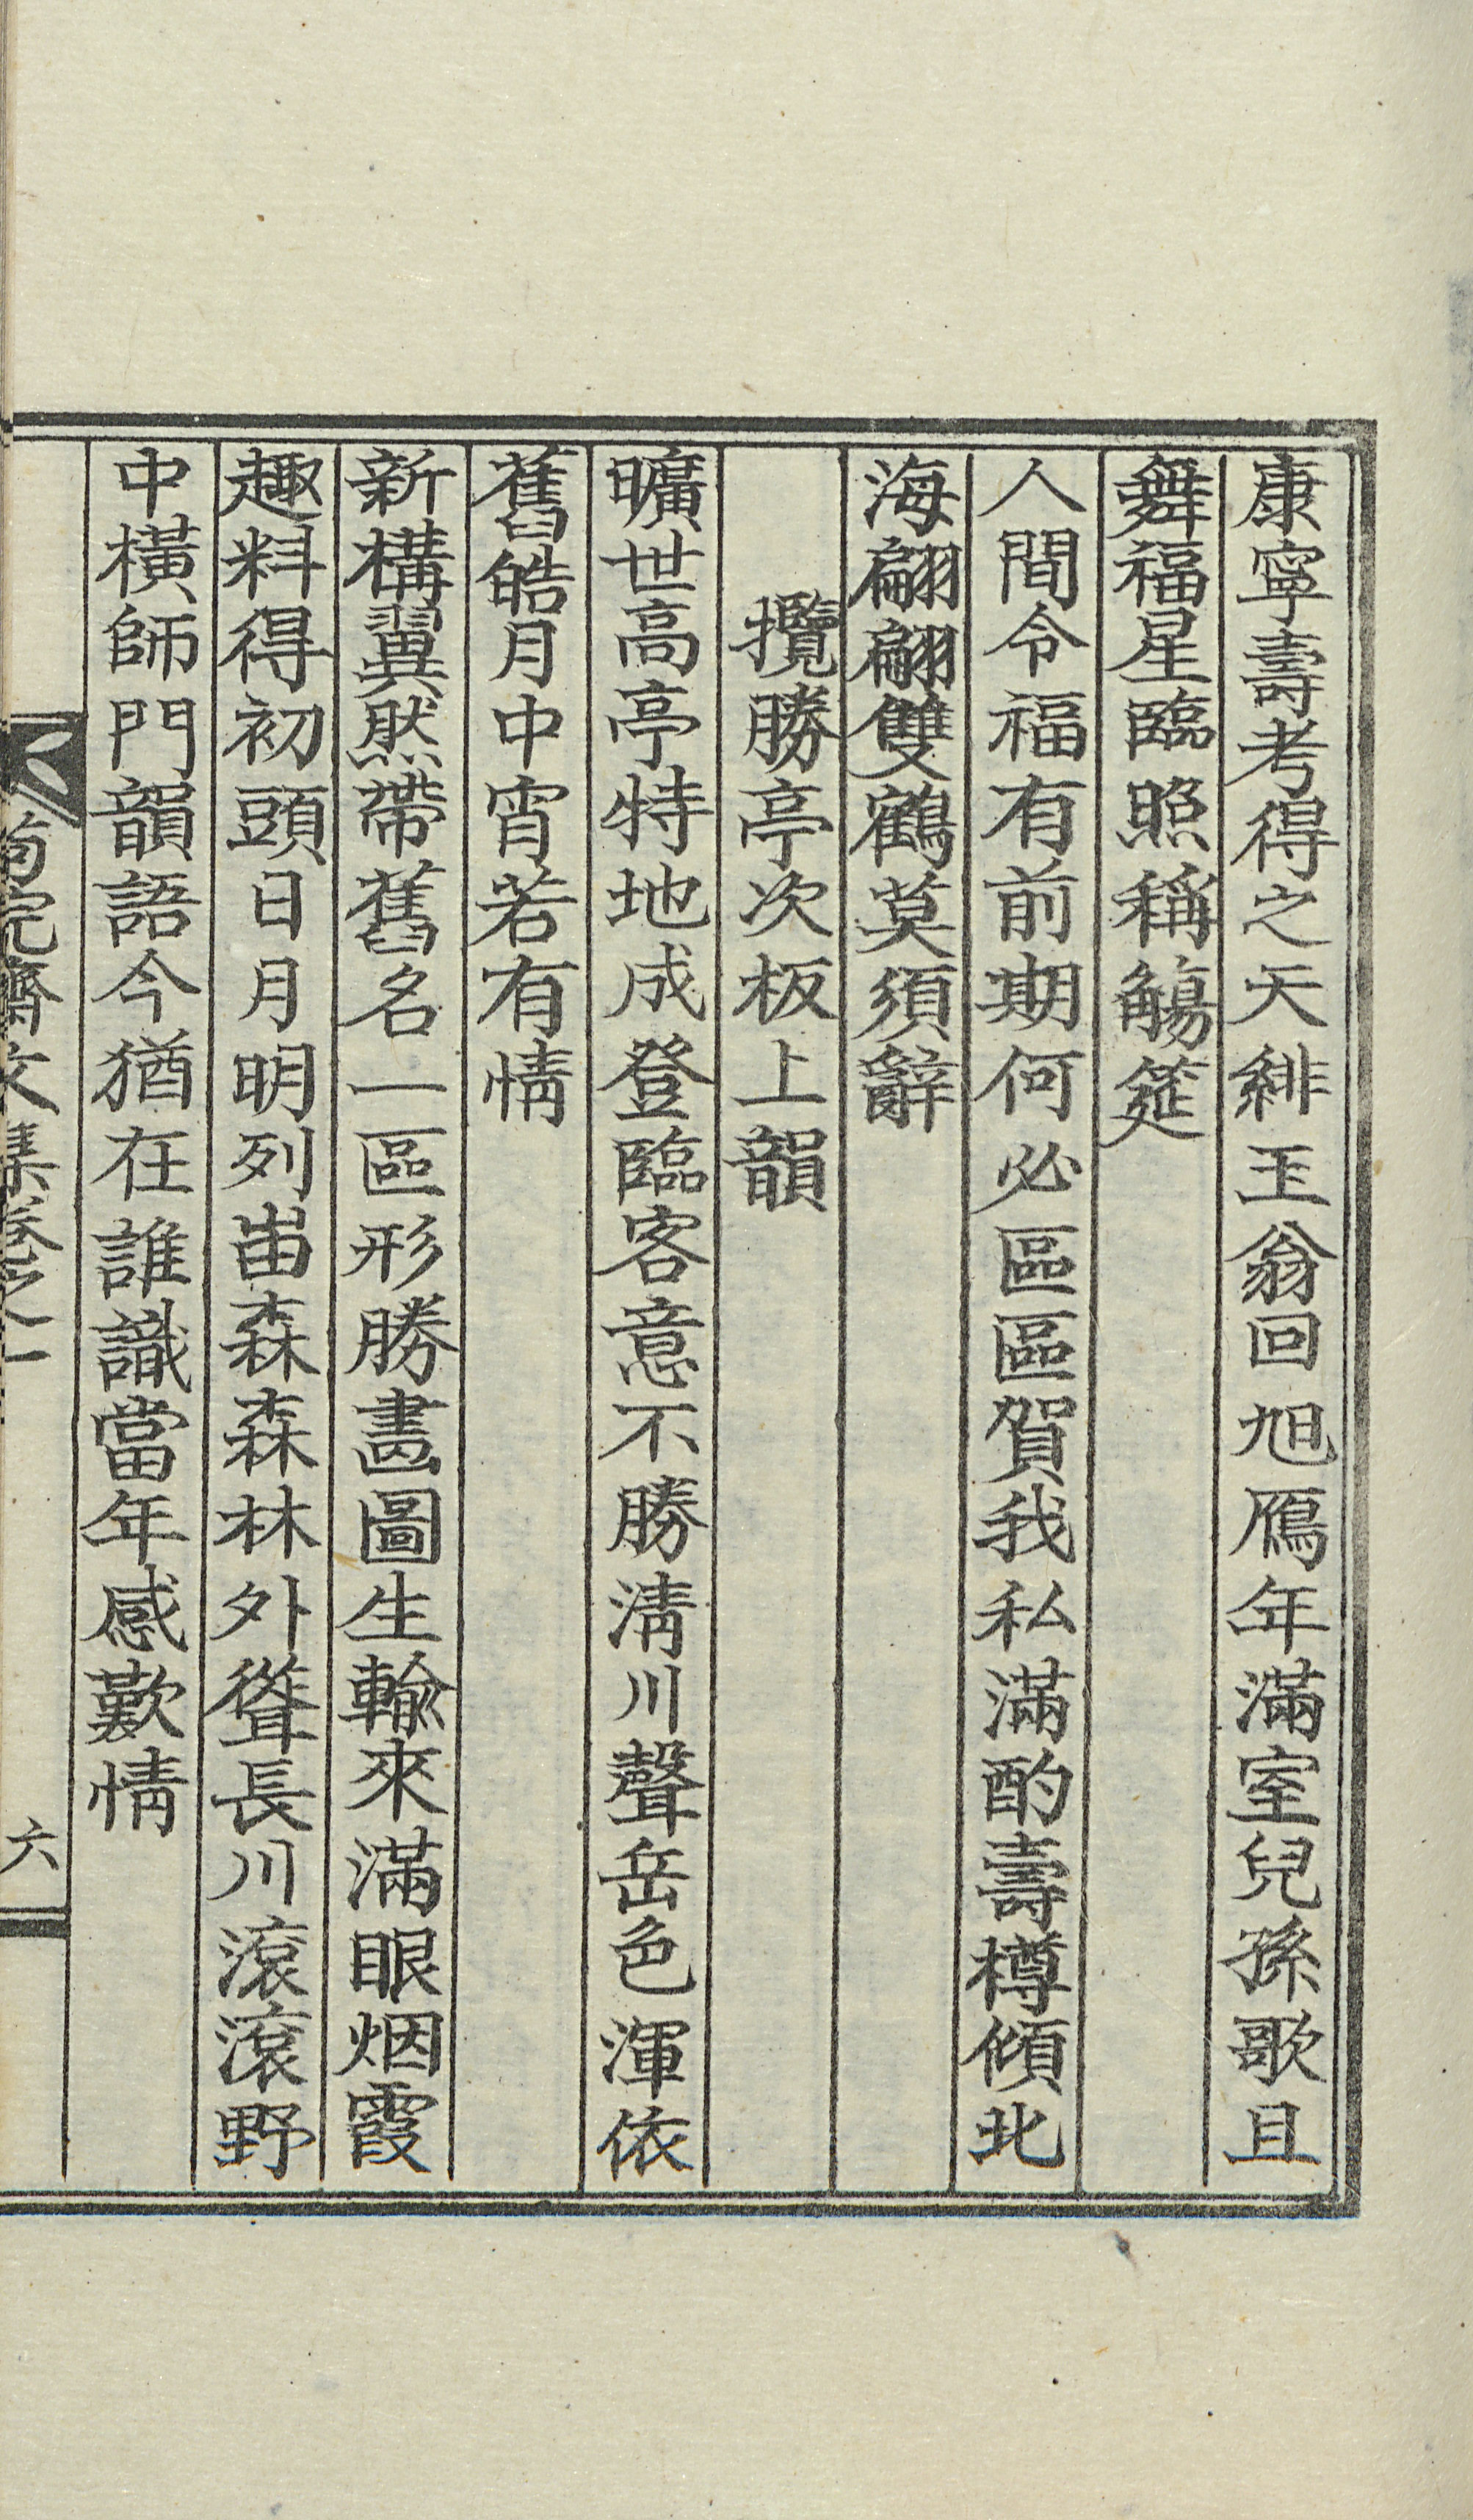 康寧壽考得之天緋玉翁回旭鴈年滿室兒孫歌且
舞福星臨照稱觴筵
人間令福有前期何必區區賀我私滿酌壽樽傾北
海翩翩雙鶴莫須辭
攬勝亭次板上韻
曠世高亭特地成登臨客意不勝淸川聲岳色渾依
舊皓月中宵若有情
新構翼然帶舊名一區形勝畵圖生輸來滿眼烟霞
趣料得初頭日月明列峀森森林外聳長川滾滾野
中橫師門韻語今猶在誰識當年感歎情
完齋文集卷之一
六